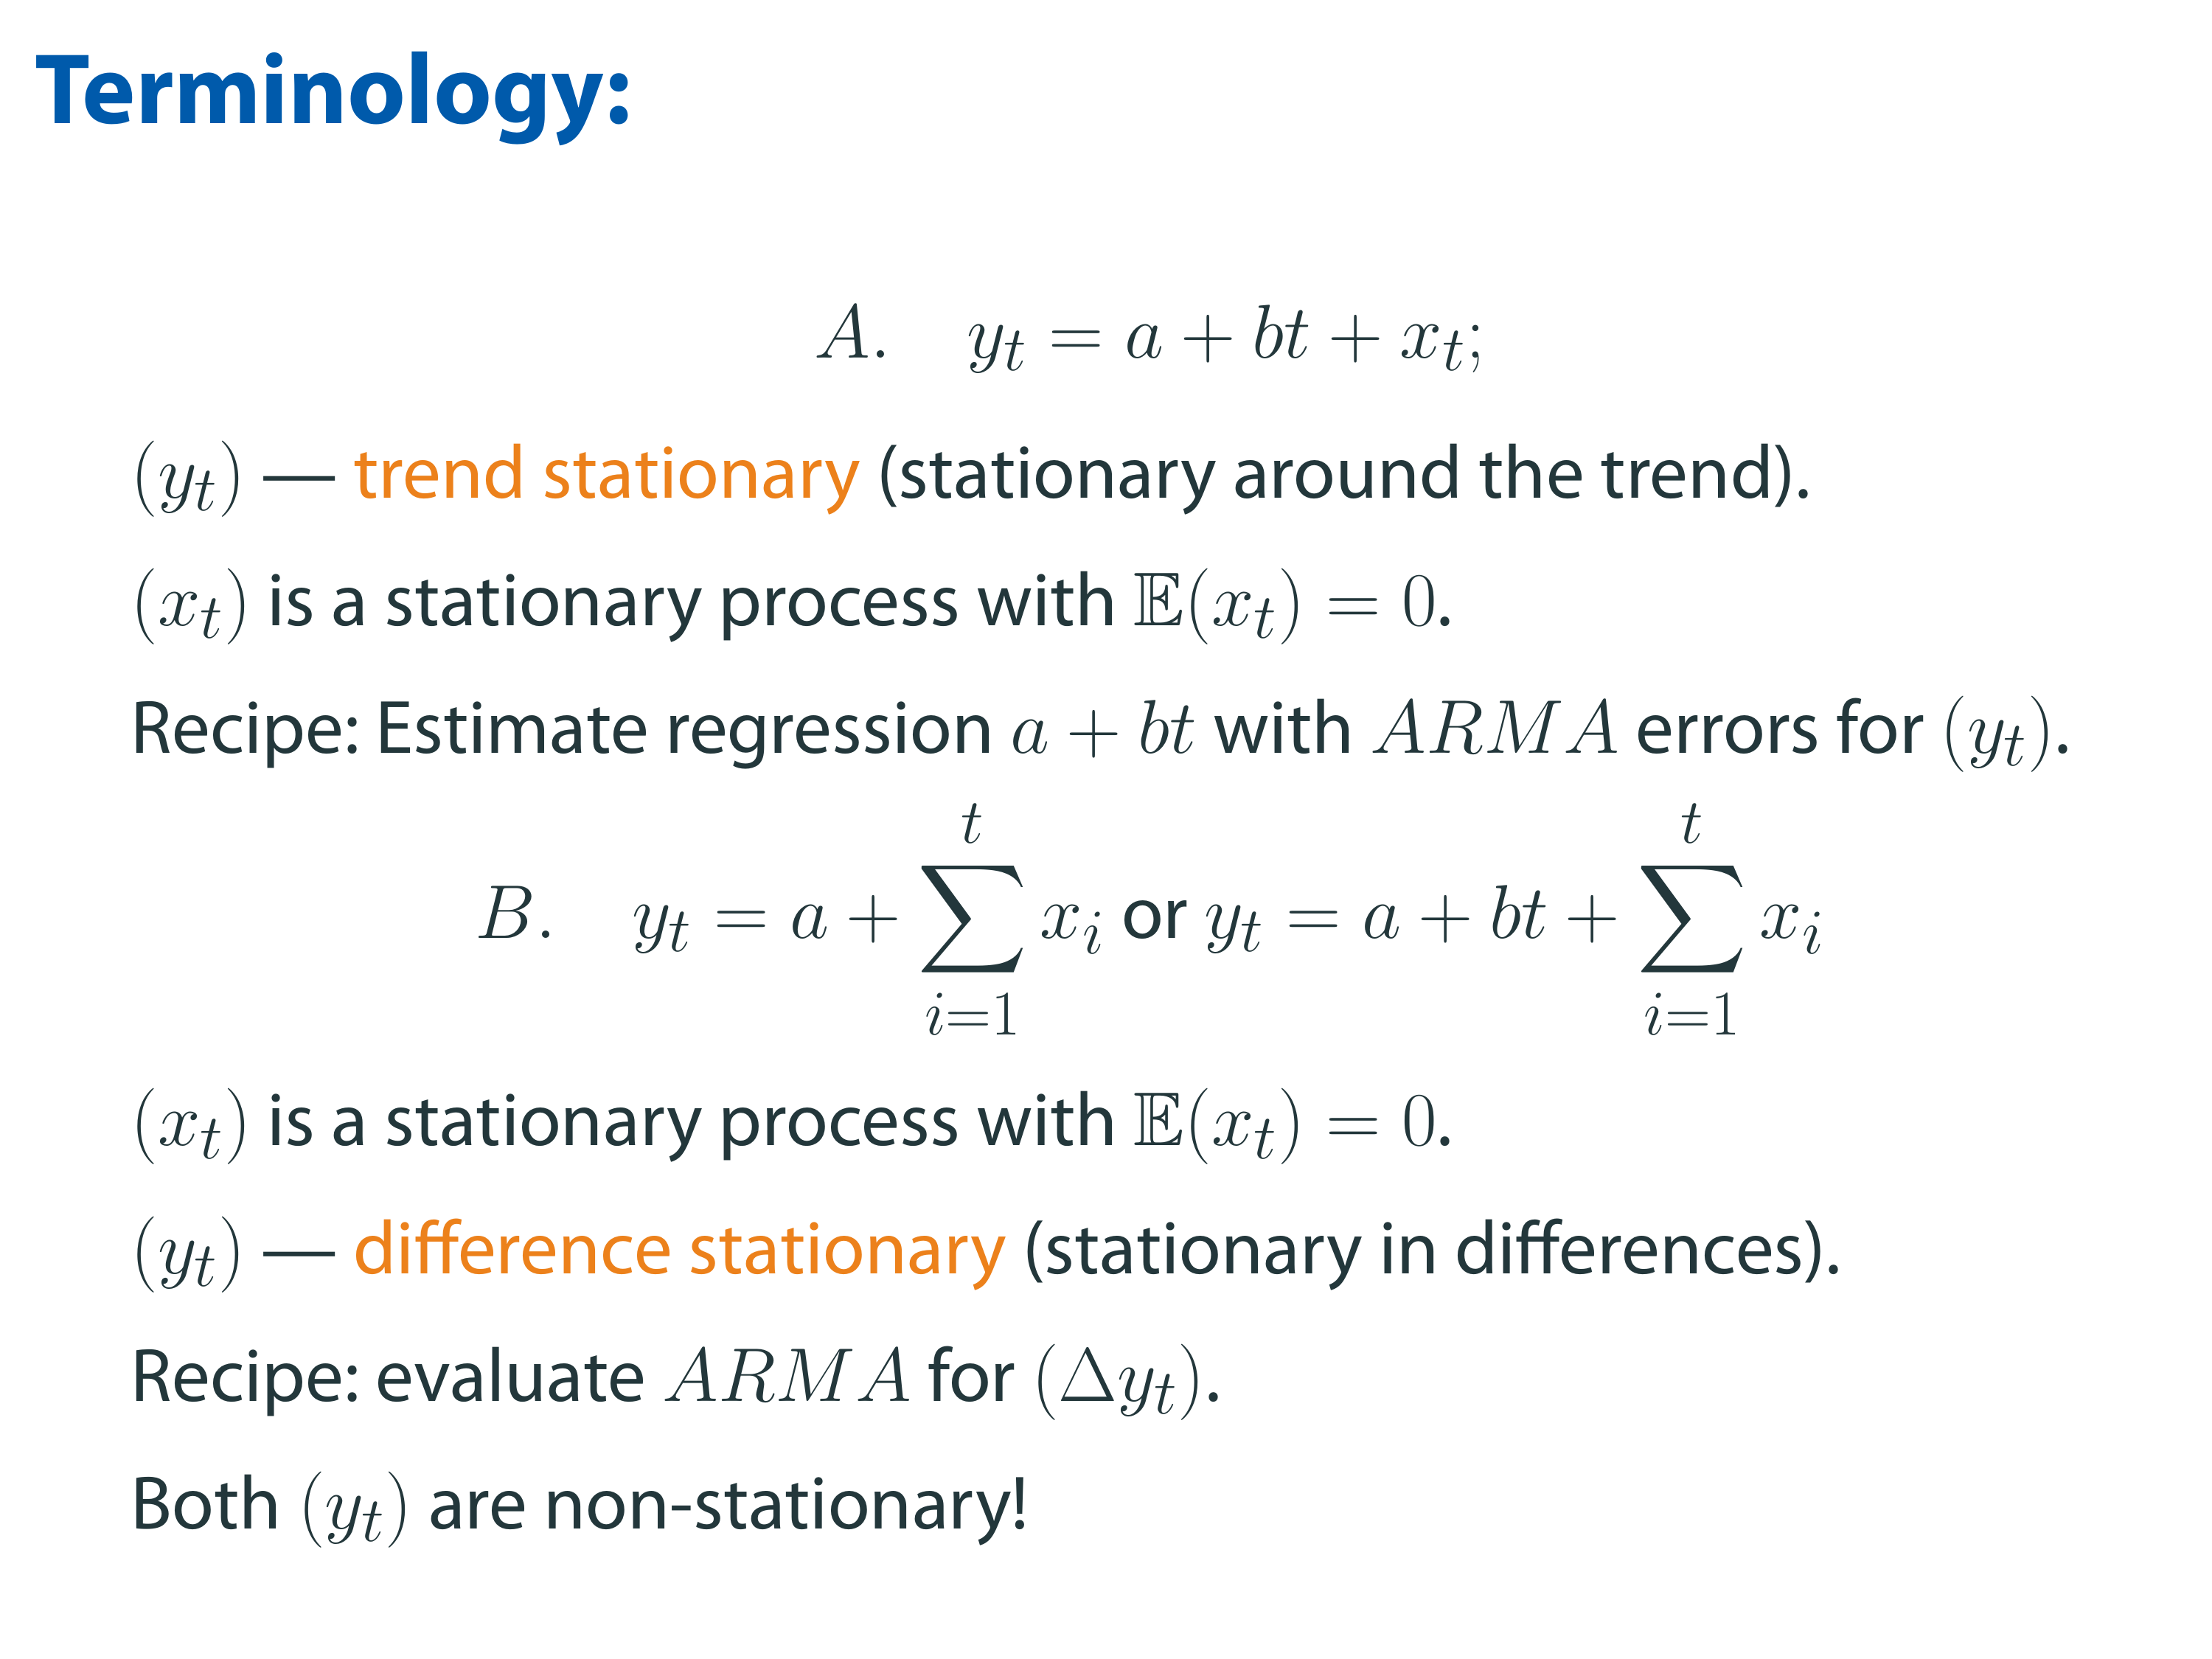 Terminology:
A. y_t = a + bt + x_t;
(y_t) — trend stationary (stationary around the trend).
(x_t) is a stationary process with 𝔼(x_t) = 0.
Recipe: Estimate regression a + bt with ARMA errors for (y_t).
B. y_t = a + ∑_{i=1}^{t} x_i or y_t = a + bt + ∑_{i=1}^{t} x_i
(x_t) is a stationary process with 𝔼(x_t) = 0.
(y_t) — difference stationary (stationary in differences).
Recipe: evaluate ARMA for (Δy_t).
Both (y_t) are non-stationary!